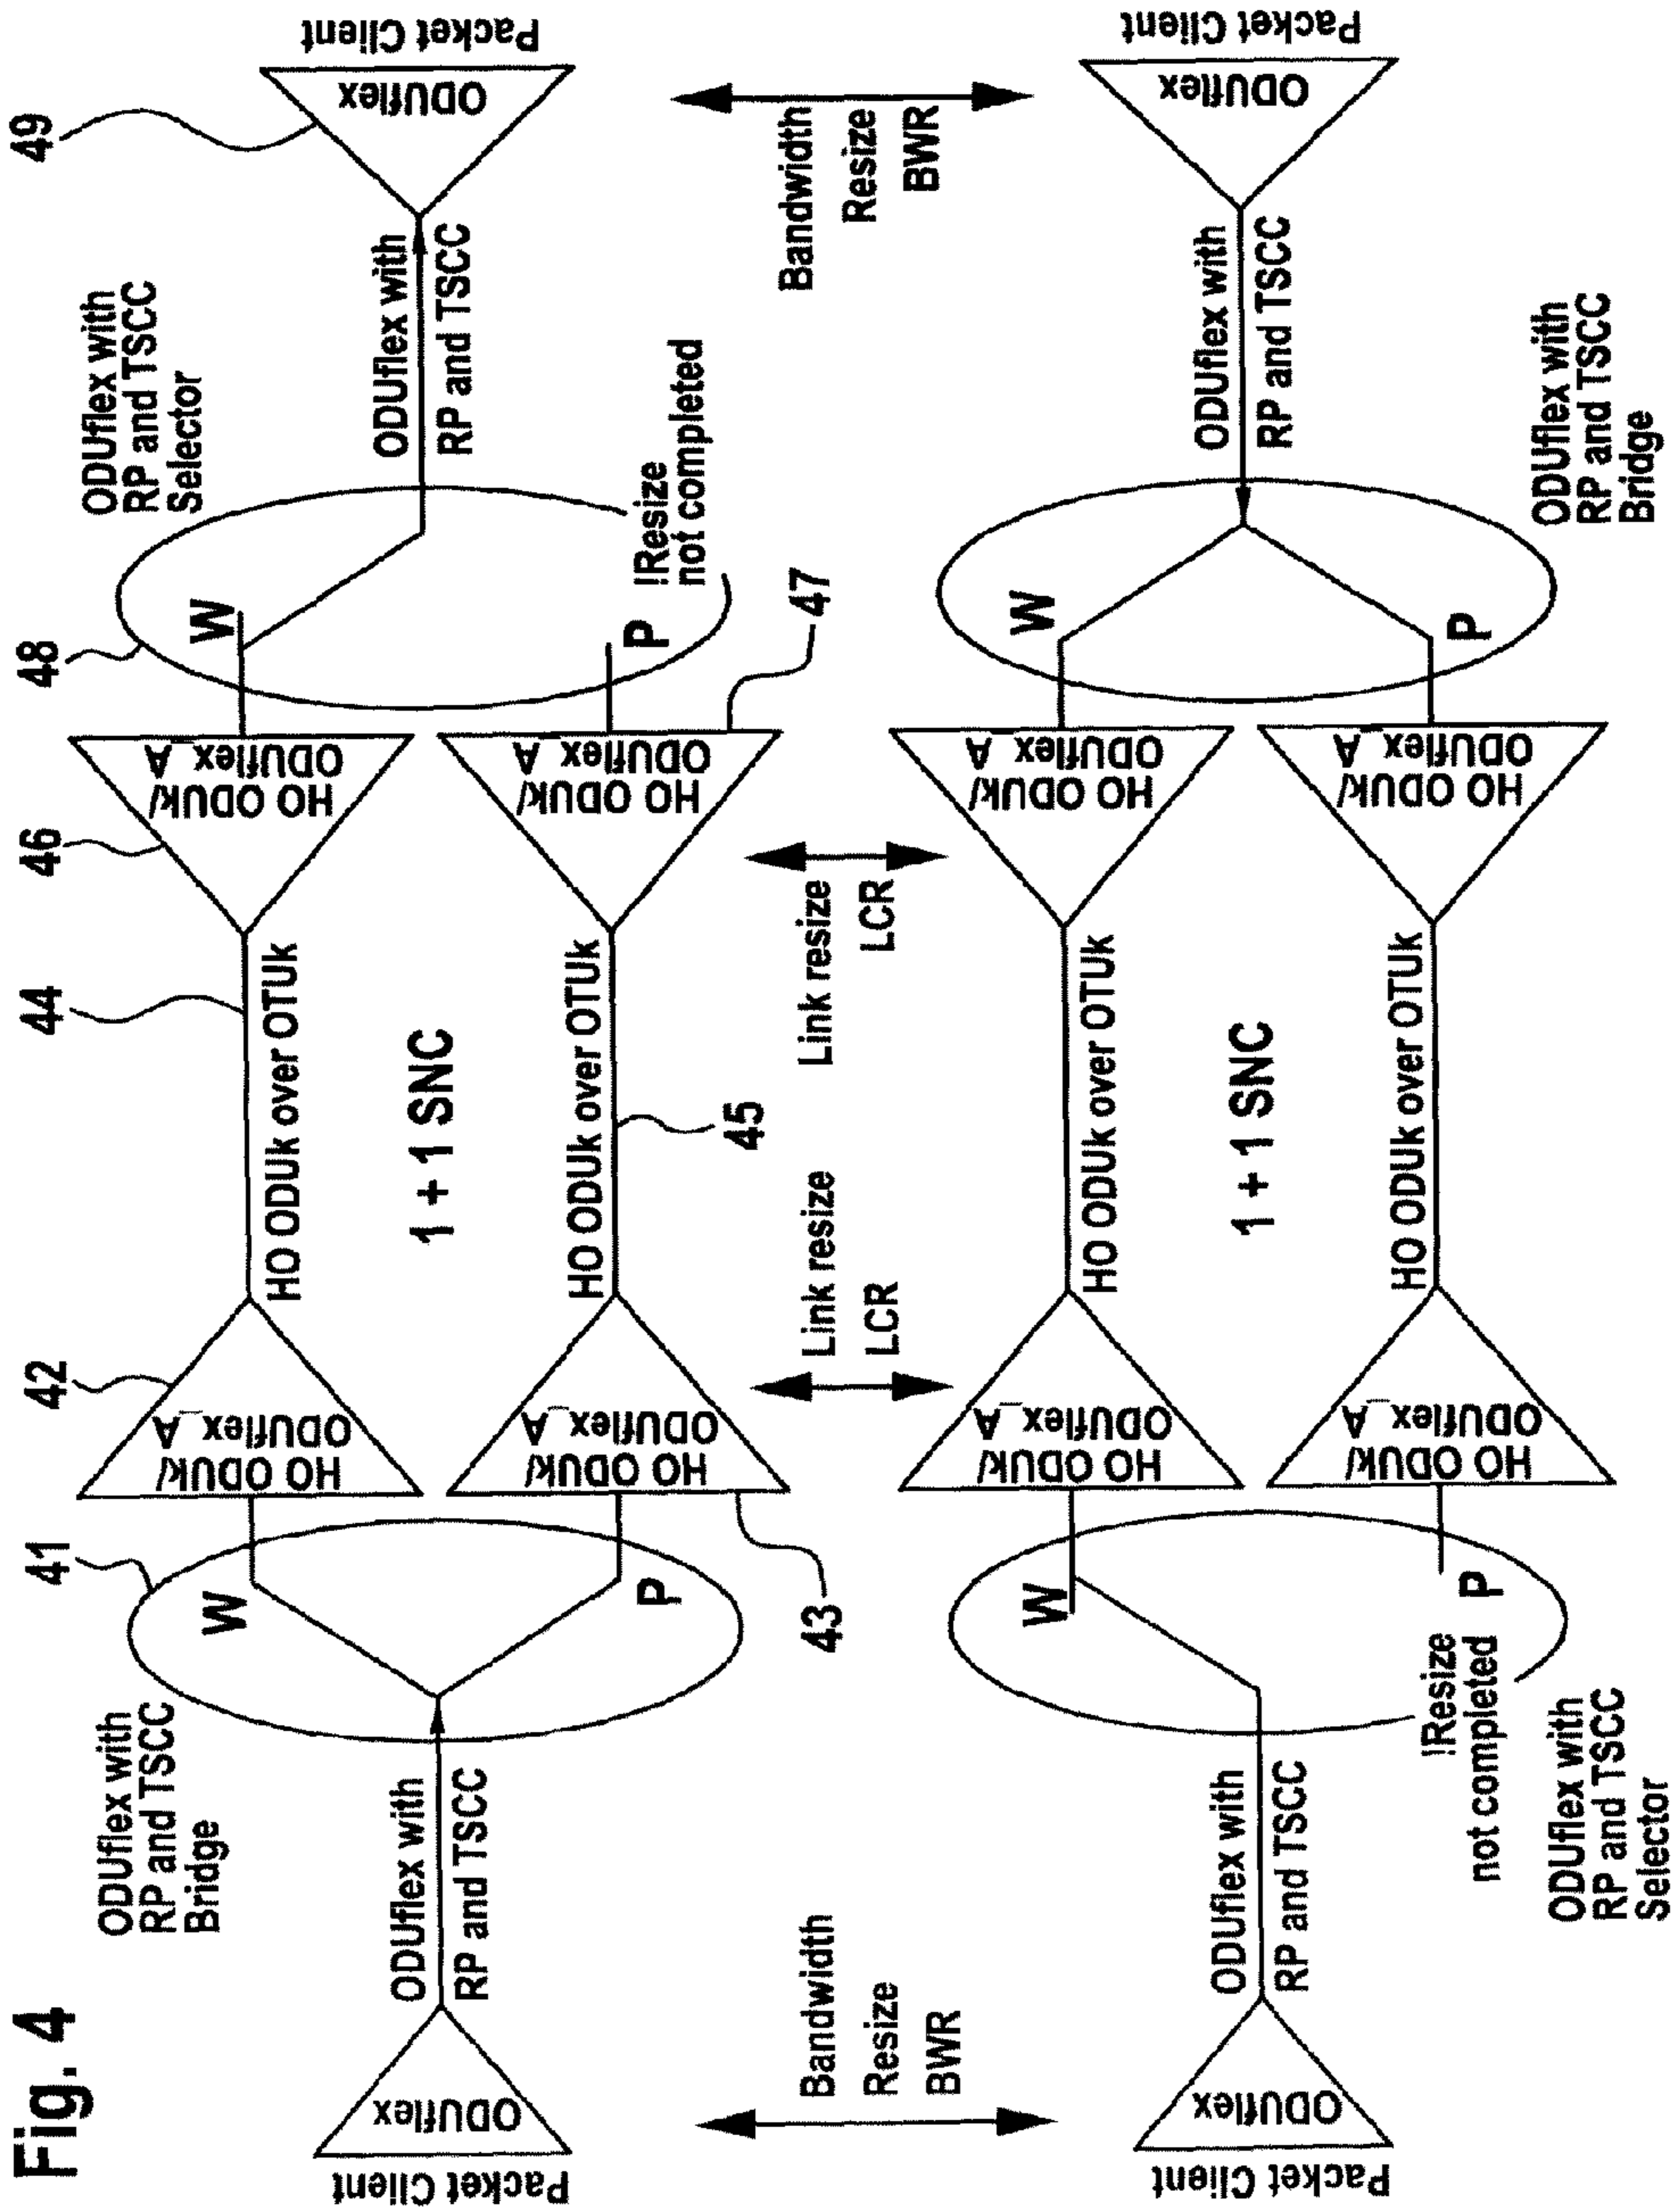 Fig. 4
Packet Client
ODUflex
ODUflex with
RP and TSCC
ODUflex with
RP and TSCC
Bridge
41
W
P
42
HO ODUk/
ODUflex_A
43
HO ODUk/
ODUflex_A
44
HO ODUk over OTUk
1 + 1 SNC
HO ODUk over OTUk
45
46
HO ODUk/
ODUflex_A
47
HO ODUk/
ODUflex_A
48
W
P
!Resize
not completed
ODUflex with
RP and TSCC
Selector
ODUflex with
RP and TSCC
49
ODUflex
Packet Client
Bandwidth
Resize
BWR
Link resize
LCR
Link resize
LCR
Bandwidth
Resize
BWR
Packet Client
ODUflex
ODUflex with
RP and TSCC
!Resize
not completed
ODUflex with
RP and TSCC
Selector
W
P
HO ODUk/
ODUflex_A
HO ODUk/
ODUflex_A
HO ODUk over OTUk
1 + 1 SNC
HO ODUk over OTUk
HO ODUk/
ODUflex_A
HO ODUk/
ODUflex_A
W
P
ODUflex with
RP and TSCC
Bridge
ODUflex with
RP and TSCC
ODUflex
Packet Client